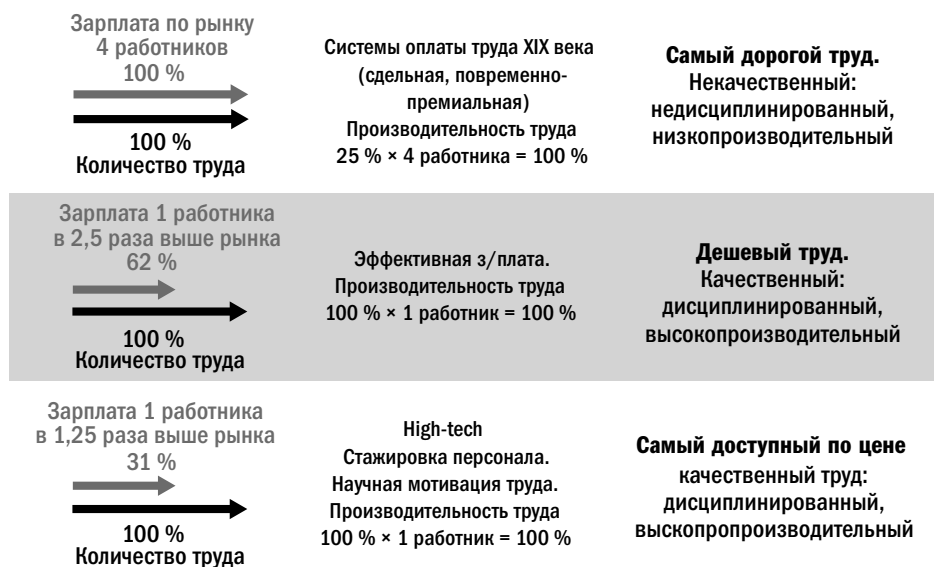 Зарплата по рынку
4 работников
100 %
100 %
Количество труда
Системы оплаты труда XIX века
(сдельная, повременно-
премиальная)
Производительность труда
25 % × 4 работника = 100 %
Самый дорогой труд.
Некачественный:
недисциплинированный,
низкопроизводительный
Зарплата 1 работника
в 2,5 раза выше рынка
62 %
100 %
Количество труда
Эффективная з/плата.
Производительность труда
100 % × 1 работник = 100 %
Дешевый труд.
Качественный:
дисциплинированный,
высокопроизводительный
Зарплата 1 работника
в 1,25 раза выше рынка
31 %
100 %
Количество труда
High-tech
Стажировка персонала.
Научная мотивация труда.
Производительность труда
100 % × 1 работник = 100 %
Самый доступный по цене
качественный труд:
дисциплинированный,
выскопропроизводительный